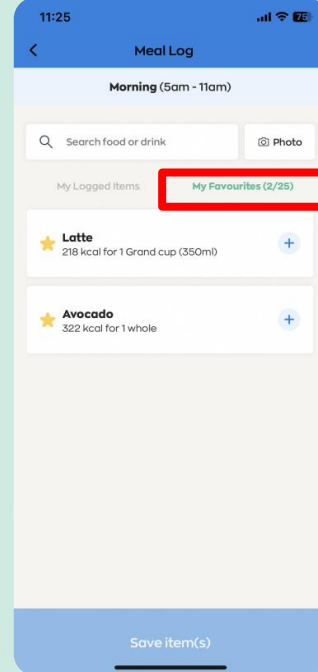 11:25
75
Meal Log
Morning (5am - 11am)
Search food or drink
Photo
My Logged Items
My Favourites (2/25)
Latte
218 kcal for 1 Grand cup (350ml)
Avocado
322 kcal for 1 whole
Save item(s)